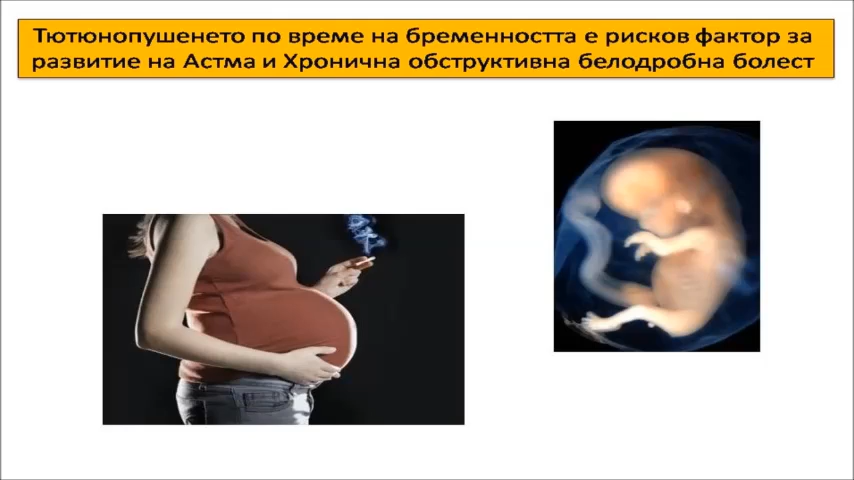 Тютюнопушенето по време на бременността е рисков фактор за
развитие на Астма и Хронична обструктивна белодробна болест